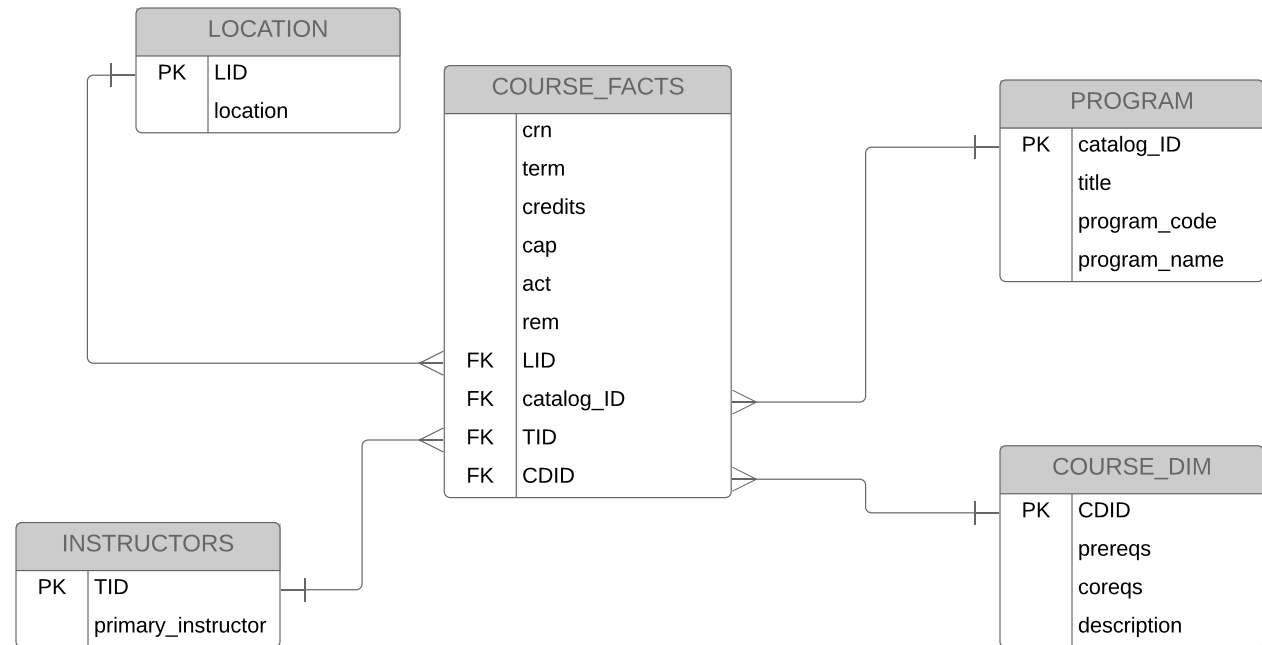 LOCATION
PK LID
location
COURSE_FACTS
crn
term
credits
cap
act
rem
FK LID
FK catalog_ID
FK TID
FK CDID
PROGRAM
PK catalog_ID
title
program_code
program_name
INSTRUCTORS
PK TID
primary_instructor
COURSE_DIM
PK CDID
prereqs
coreqs
description